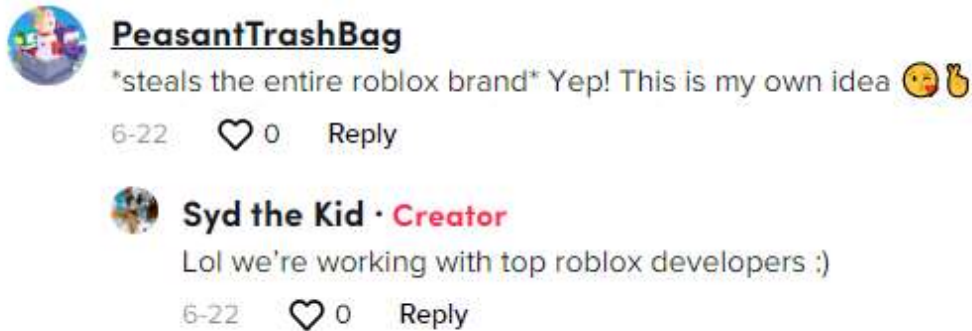 PeasantTrashBag
*steals the entire roblox brand* Yep! This is my own idea 😘🫰
6-22 0 Reply
Syd the Kid · Creator
Lol we're working with top roblox developers :)
6-22 0 Reply